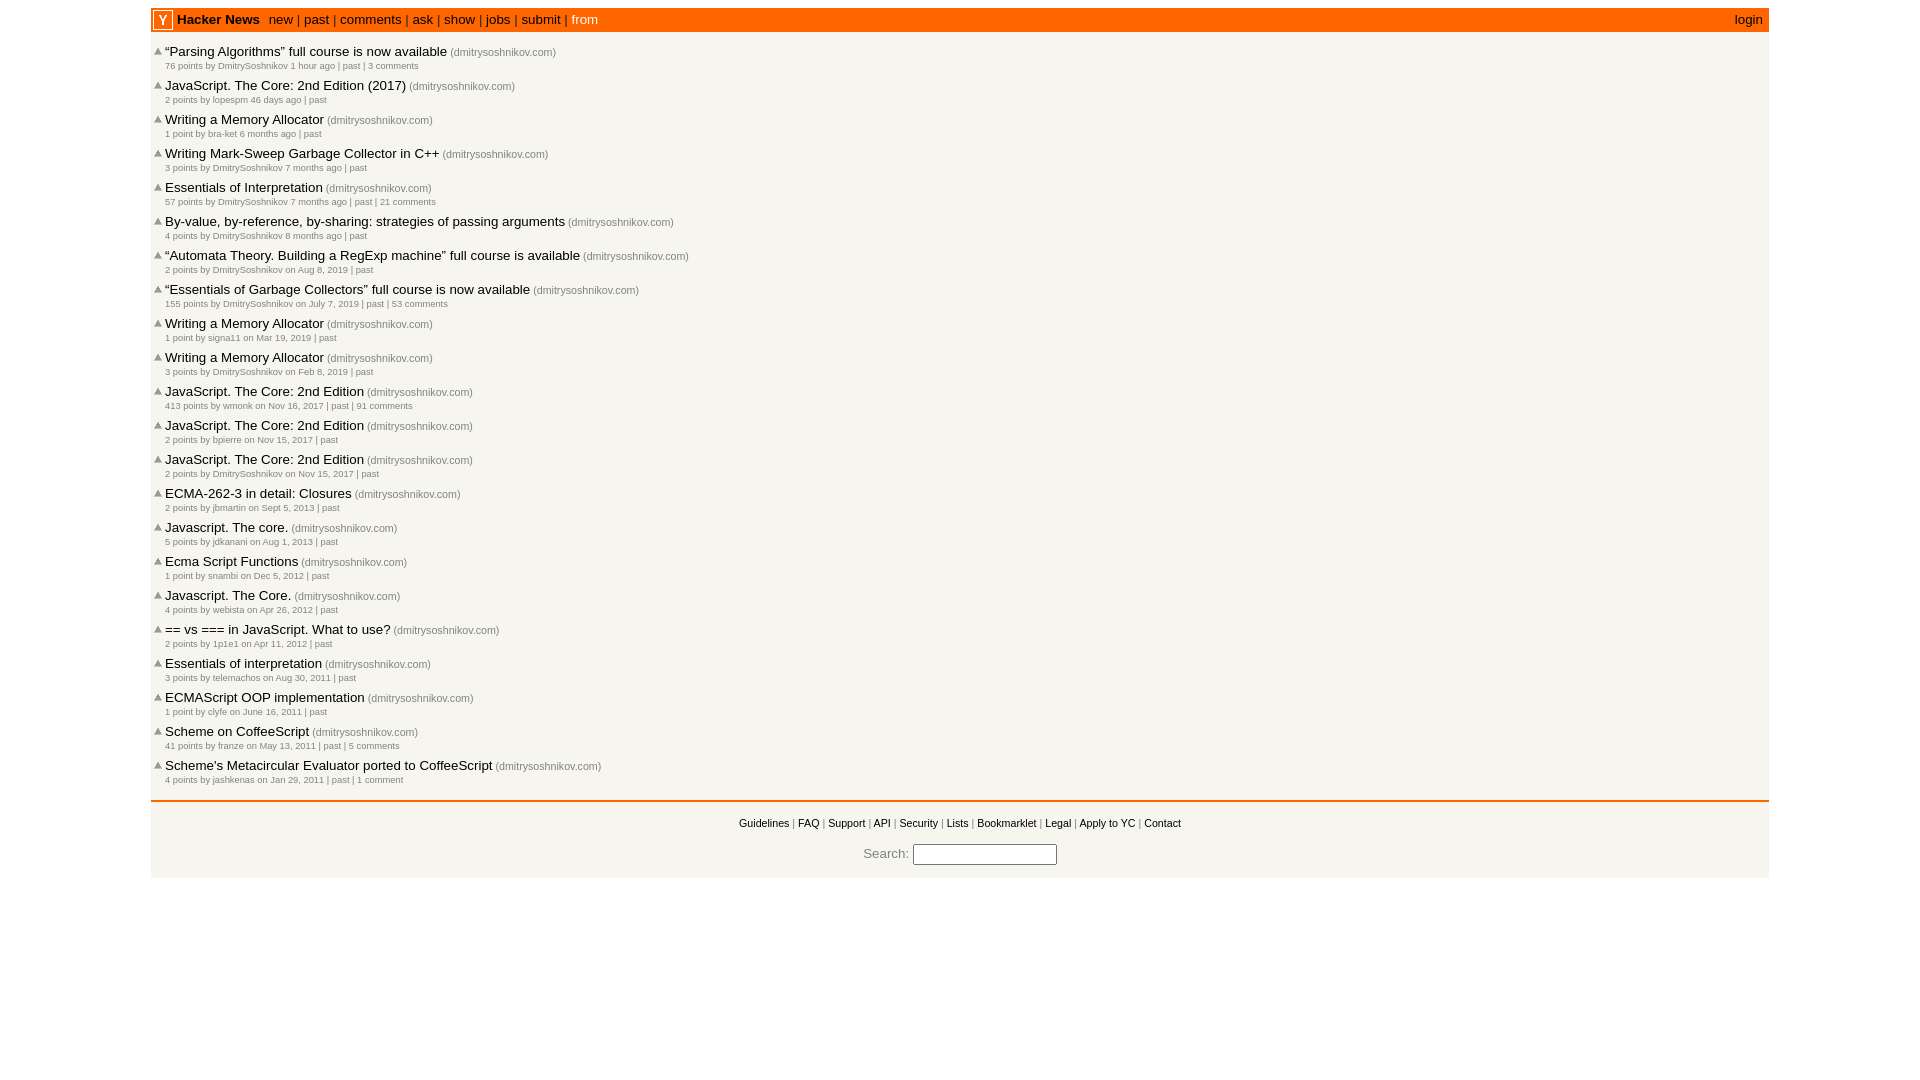 Y Hacker News new | past | comments | ask | show | jobs | submit | from login
“Parsing Algorithms” full course is now available (dmitrysoshnikov.com)
76 points by DmitrySoshnikov 1 hour ago | past | 3 comments
JavaScript. The Core: 2nd Edition (2017) (dmitrysoshnikov.com)
2 points by lopespm 46 days ago | past
Writing a Memory Allocator (dmitrysoshnikov.com)
1 point by bra-ket 6 months ago | past
Writing Mark-Sweep Garbage Collector in C++ (dmitrysoshnikov.com)
3 points by DmitrySoshnikov 7 months ago | past
Essentials of Interpretation (dmitrysoshnikov.com)
57 points by DmitrySoshnikov 7 months ago | past | 21 comments
By-value, by-reference, by-sharing: strategies of passing arguments (dmitrysoshnikov.com)
4 points by DmitrySoshnikov 8 months ago | past
“Automata Theory. Building a RegExp machine” full course is available (dmitrysoshnikov.com)
2 points by DmitrySoshnikov on Aug 8, 2019 | past
“Essentials of Garbage Collectors” full course is now available (dmitrysoshnikov.com)
155 points by DmitrySoshnikov on July 7, 2019 | past | 53 comments
Writing a Memory Allocator (dmitrysoshnikov.com)
1 point by signa11 on Mar 19, 2019 | past
Writing a Memory Allocator (dmitrysoshnikov.com)
3 points by DmitrySoshnikov on Feb 8, 2019 | past
JavaScript. The Core: 2nd Edition (dmitrysoshnikov.com)
413 points by wmonk on Nov 16, 2017 | past | 91 comments
JavaScript. The Core: 2nd Edition (dmitrysoshnikov.com)
2 points by bpierre on Nov 15, 2017 | past
JavaScript. The Core: 2nd Edition (dmitrysoshnikov.com)
2 points by DmitrySoshnikov on Nov 15, 2017 | past
ECMA-262-3 in detail: Closures (dmitrysoshnikov.com)
2 points by jbmartin on Sept 5, 2013 | past
Javascript. The core. (dmitrysoshnikov.com)
5 points by jdkanani on Aug 1, 2013 | past
Ecma Script Functions (dmitrysoshnikov.com)
1 point by snambi on Dec 5, 2012 | past
Javascript. The Core. (dmitrysoshnikov.com)
4 points by webista on Apr 26, 2012 | past
== vs === in JavaScript. What to use? (dmitrysoshnikov.com)
2 points by 1p1e1 on Apr 11, 2012 | past
Essentials of interpretation (dmitrysoshnikov.com)
3 points by telemachos on Aug 30, 2011 | past
ECMAScript OOP implementation (dmitrysoshnikov.com)
1 point by clyfe on June 16, 2011 | past
Scheme on CoffeeScript (dmitrysoshnikov.com)
41 points by franze on May 13, 2011 | past | 5 comments
Scheme's Metacircular Evaluator ported to CoffeeScript (dmitrysoshnikov.com)
4 points by jashkenas on Jan 29, 2011 | past | 1 comment
Guidelines | FAQ | Support | API | Security | Lists | Bookmarklet | Legal | Apply to YC | Contact
Search: